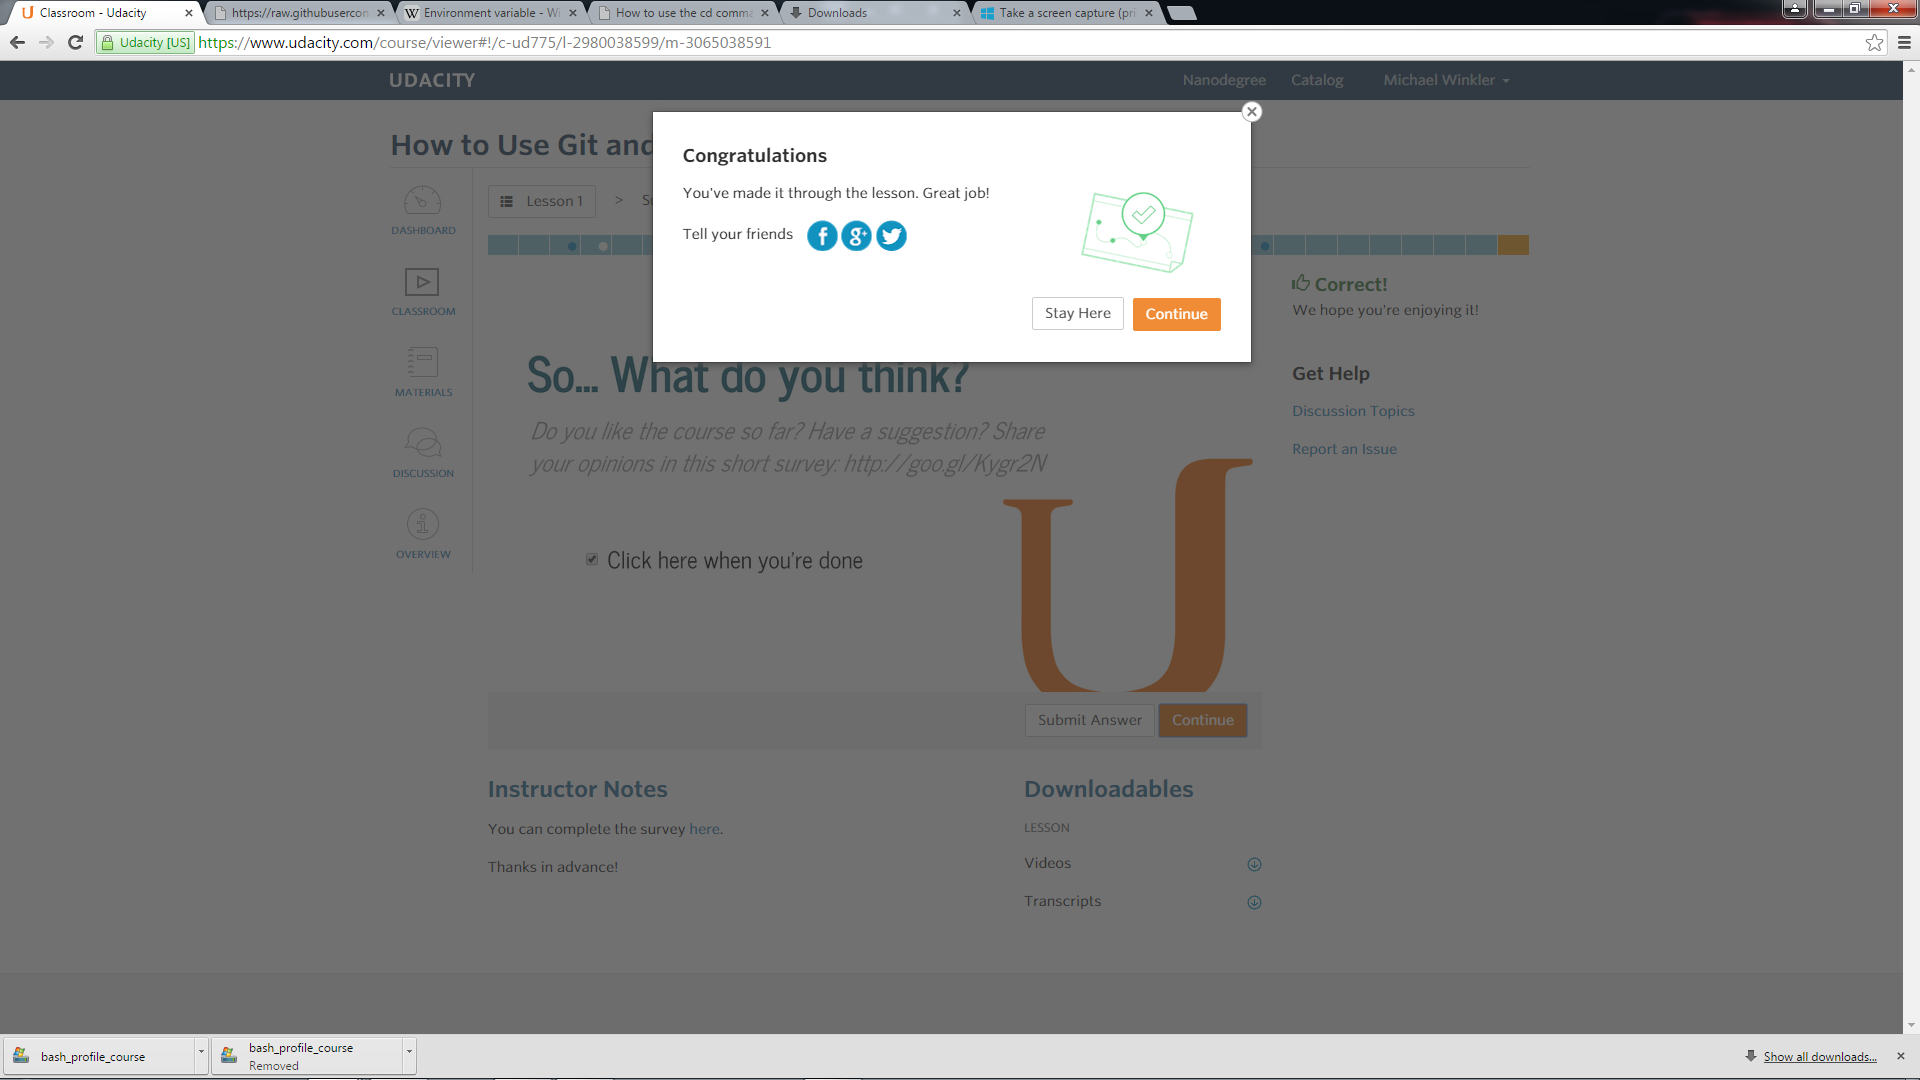 Classroom - Udacity
https://raw.githubusercon
Environment variable - Wi
How to use the cd comma
Downloads
Take a screen capture (pri
Udacity [US]
https://www.udacity.com/course/viewer#!/c-ud775/l-2980038599/m-3065038591
UDACITY
Nanodegree
Catalog
Michael Winkler
How to Use Git and
Congratulations
You've made it through the lesson. Great job!
Tell your friends
Stay Here
Continue
Lesson 1
>
DASHBOARD
CLASSROOM
MATERIALS
DISCUSSION
OVERVIEW
Correct!
We hope you're enjoying it!
Get Help
Discussion Topics
Report an Issue
So... What do you think?
Do you like the course so far? Have a suggestion? Share
your opinions in this short survey: http://goo.gl/Kygr2N
Click here when you're done
Submit Answer
Continue
Instructor Notes
You can complete the survey here.
Thanks in advance!
Downloadables
LESSON
Videos
Transcripts
bash_profile_course
bash_profile_course
Removed
Show all downloads...